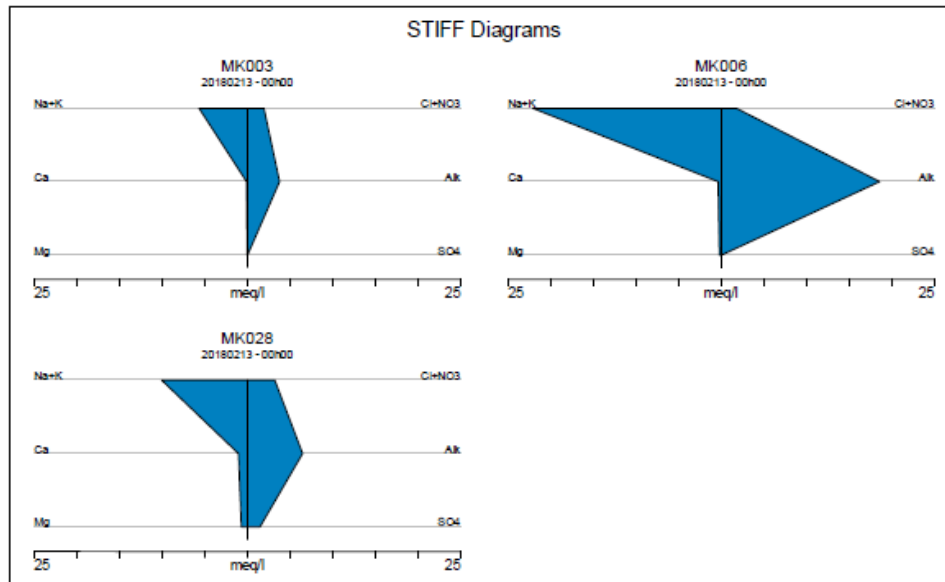 STIFF Diagrams
MK003
20180213 - 00h00
Na+K Cl+NO3
Ca Alk
Mg SO4
25 meq/l 25
MK006
20180213 - 00h00
Na+K Cl+NO3
Ca Alk
Mg SO4
25 meq/l 25
MK028
20180213 - 00h00
Na+K Cl+NO3
Ca Alk
Mg SO4
25 meq/l 25